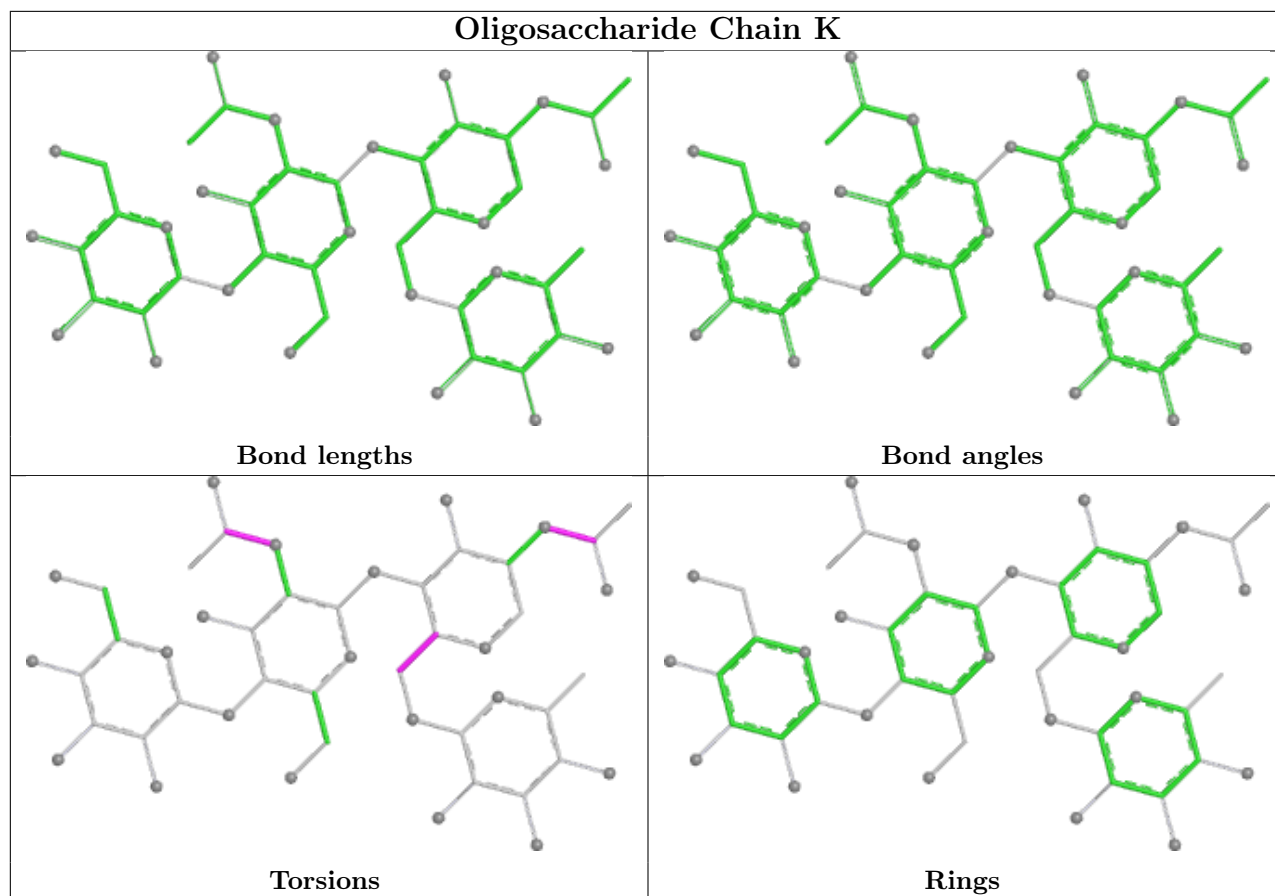 Oligosaccharide Chain K
Bond lengths
Bond angles
Torsions
Rings